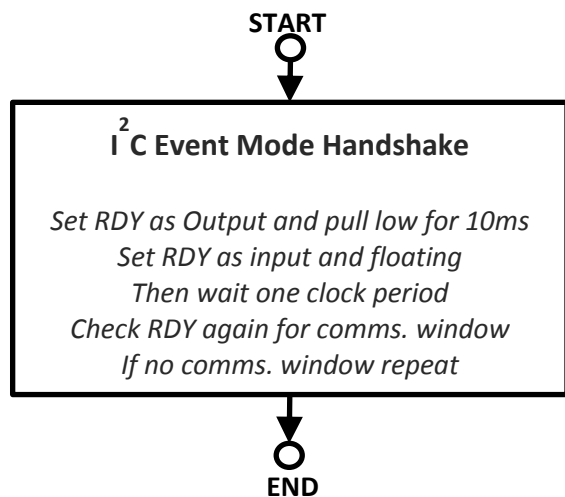 START
I²C Event Mode Handshake
Set RDY as Output and pull low for 10ms
Set RDY as input and floating
Then wait one clock period
Check RDY again for comms. window
If no comms. window repeat
END